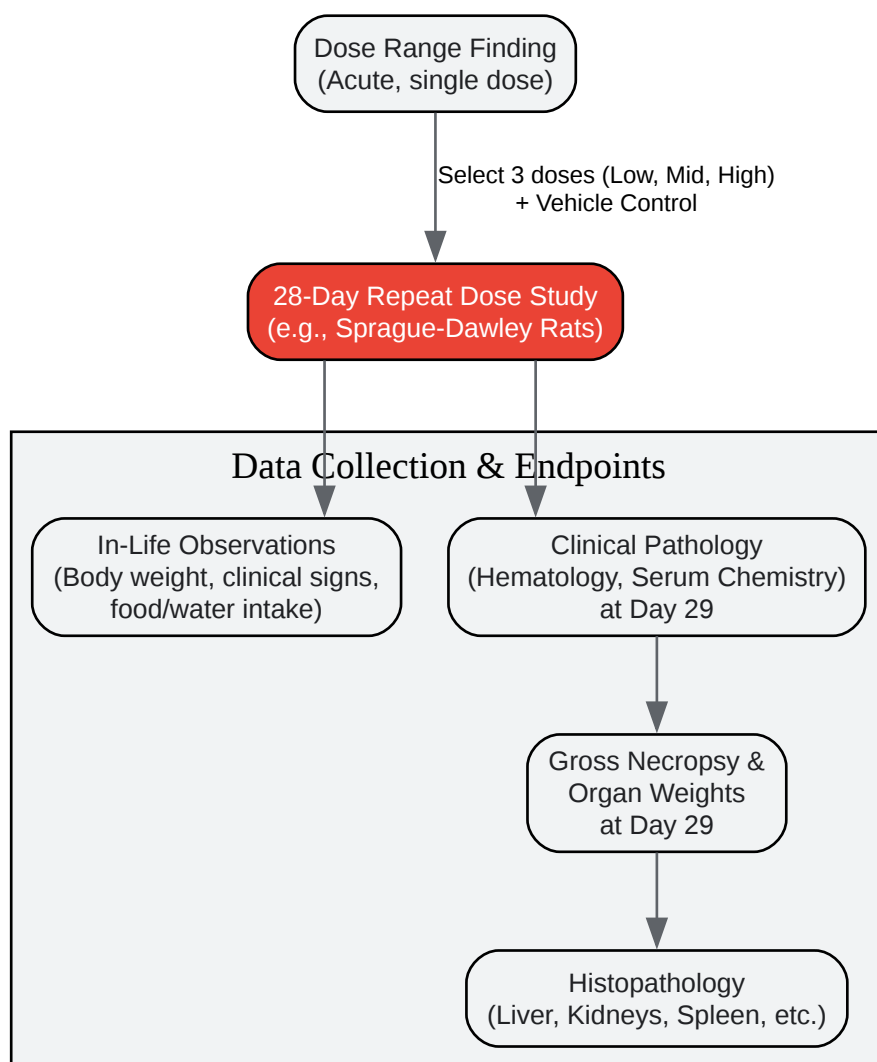 Dose Range Finding
(Acute, single dose)
Select 3 doses (Low, Mid, High)
+ Vehicle Control
28-Day Repeat Dose Study
(e.g., Sprague-Dawley Rats)
Data Collection & Endpoints
In-Life Observations
(Body weight, clinical signs,
food/water intake)
Clinical Pathology
(Hematology, Serum Chemistry)
at Day 29
Gross Necropsy &
Organ Weights
at Day 29
Histopathology
(Liver, Kidneys, Spleen, etc.)